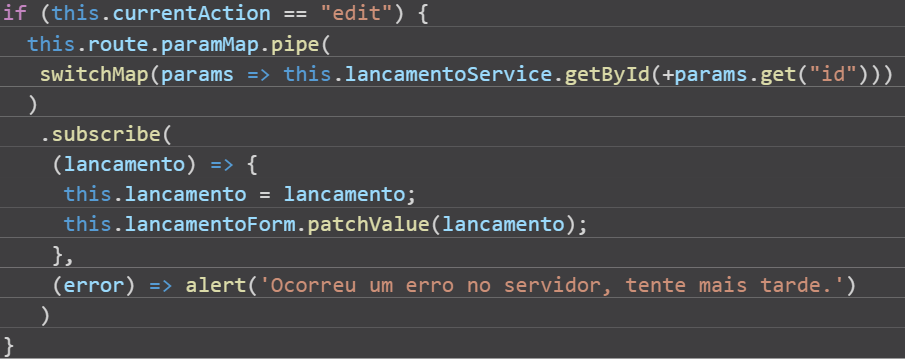 if (this.currentAction == "edit") {
  this.route.paramMap.pipe(
   switchMap(params => this.lancamentoService.getById(+params.get("id")))
  )
   .subscribe(
    (lancamento) => {
     this.lancamento = lancamento;
     this.lancamentoForm.patchValue(lancamento);
    },
    (error) => alert('Ocorreu um erro no servidor, tente mais tarde.')
   )
}